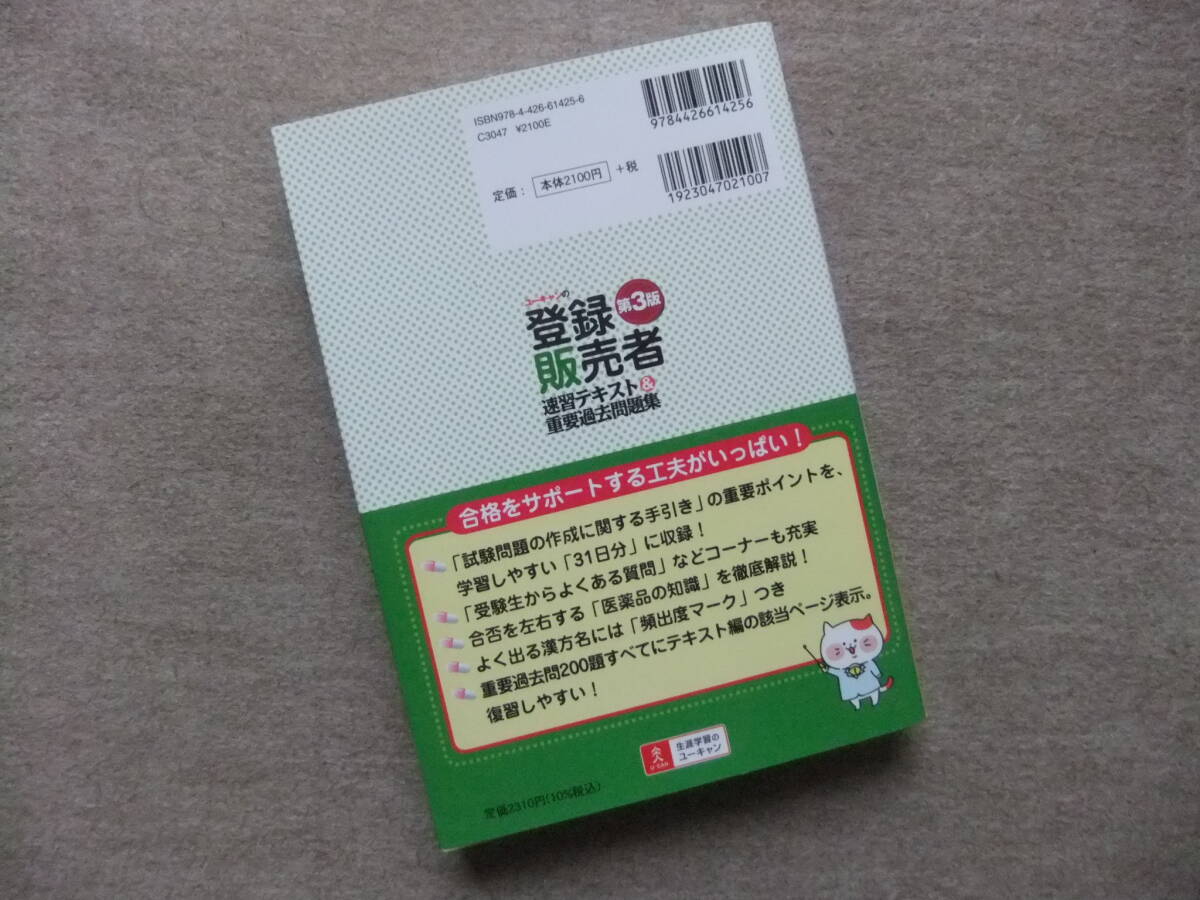 ISBN978-4-426-61425-6
C3047 ¥2100E
9784426614256
定価： 本体2100円 +税
1923047021007
ユーキャンの
登録 第3版
販売者
速習テキスト&
重要過去問題集
合格をサポートする工夫がいっぱい！
「試験問題の作成に関する手引き」の重要ポイントを、
学習しやすい「31日分」に収録！
「受験生からよくある質問」などコーナーも充実
合否を左右する「医薬品の知識」を徹底解説！
よく出る漢方名には「頻出度マーク」つき
重要過去問200題すべてにテキスト編の該当ページ表示。
復習しやすい！
U-CAN
生涯学習の
ユーキャン
定価2310円(10%税込)